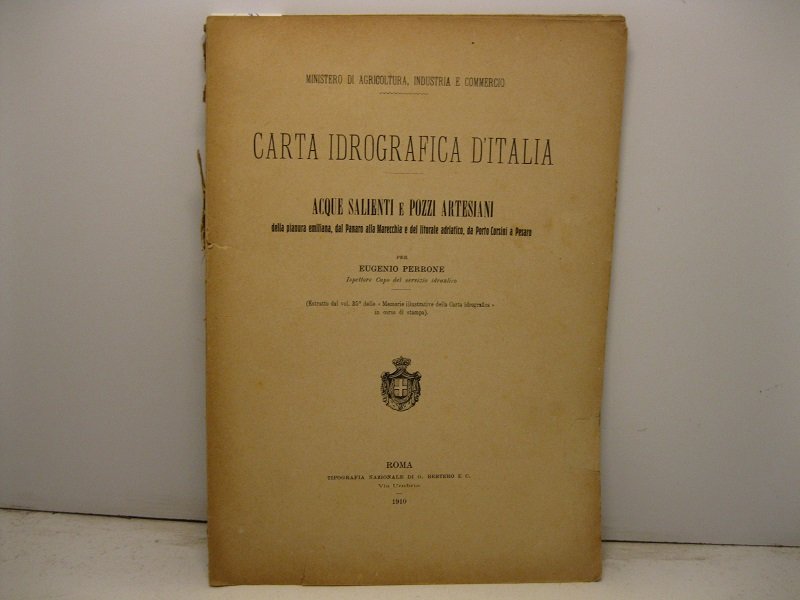 MINISTERO DI AGRICOLTURA, INDUSTRIA E COMMERCIO
CARTA IDROGRAFICA D'ITALIA
ACQUE SALIENTI E POZZI ARTESIANI
della pianura emiliana, dal Panaro alla Marecchia e del litorale adriatico, da Porto Corsini a Pesaro
PER
EUGENIO PERRONE
Ispettore Capo del servizio idraulico
(Estratto dal vol. 35° delle « Memorie illustrative della Carta idrografica »
in corso di stampa).
ROMA
TIPOGRAFIA NAZIONALE DI G. BERTERO E C.
Via Umbria
1910